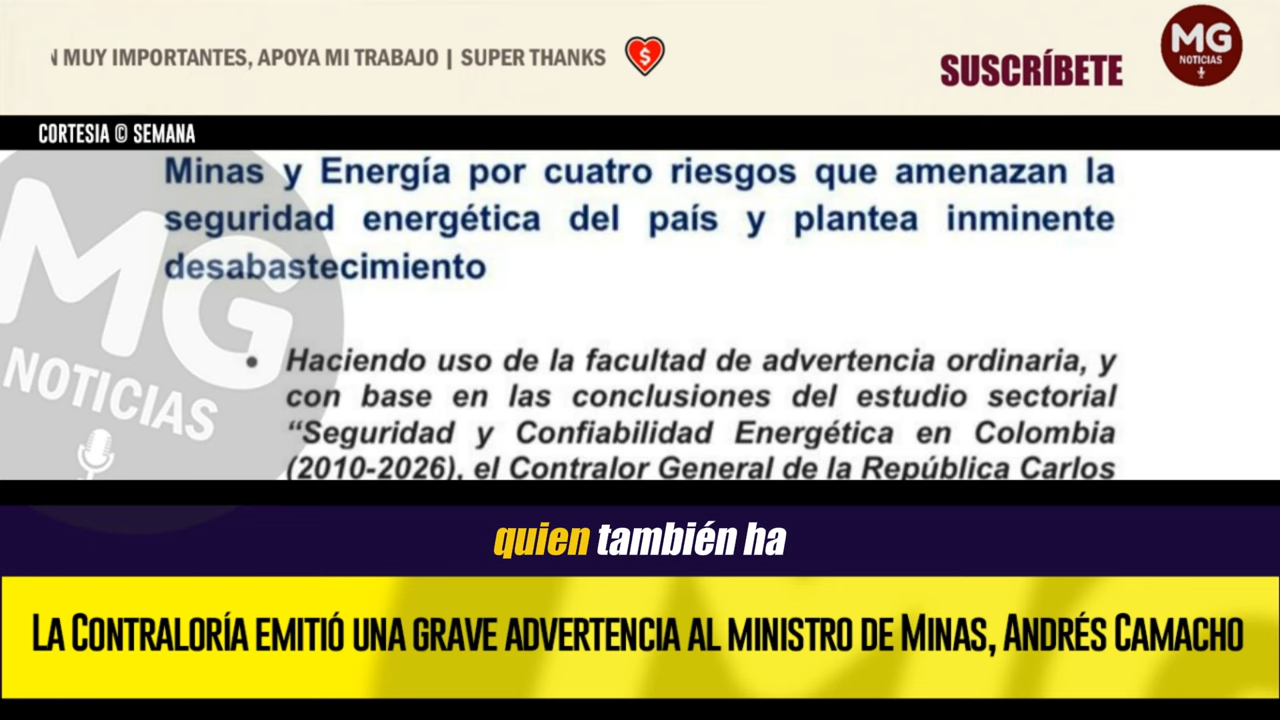 MUY IMPORTANTES, APOYA MI TRABAJO | SUPER THANKS
$
SUSCRÍBETE
MG
NOTICIAS
CORTESIA © SEMANA
Minas y Energía por cuatro riesgos que amenazan la
seguridad energética del país y plantea inminente
desabastecimiento
• Haciendo uso de la facultad de advertencia ordinaria, y
con base en las conclusiones del estudio sectorial
“Seguridad y Confiabilidad Energética en Colombia
(2010-2026), el Contralor General de la República Carlos
MG
NOTICIAS
quien también ha
LA CONTRALORÍA EMITIÓ UNA GRAVE ADVERTENCIA AL MINISTRO DE MINAS, ANDRÉS CAMACHO